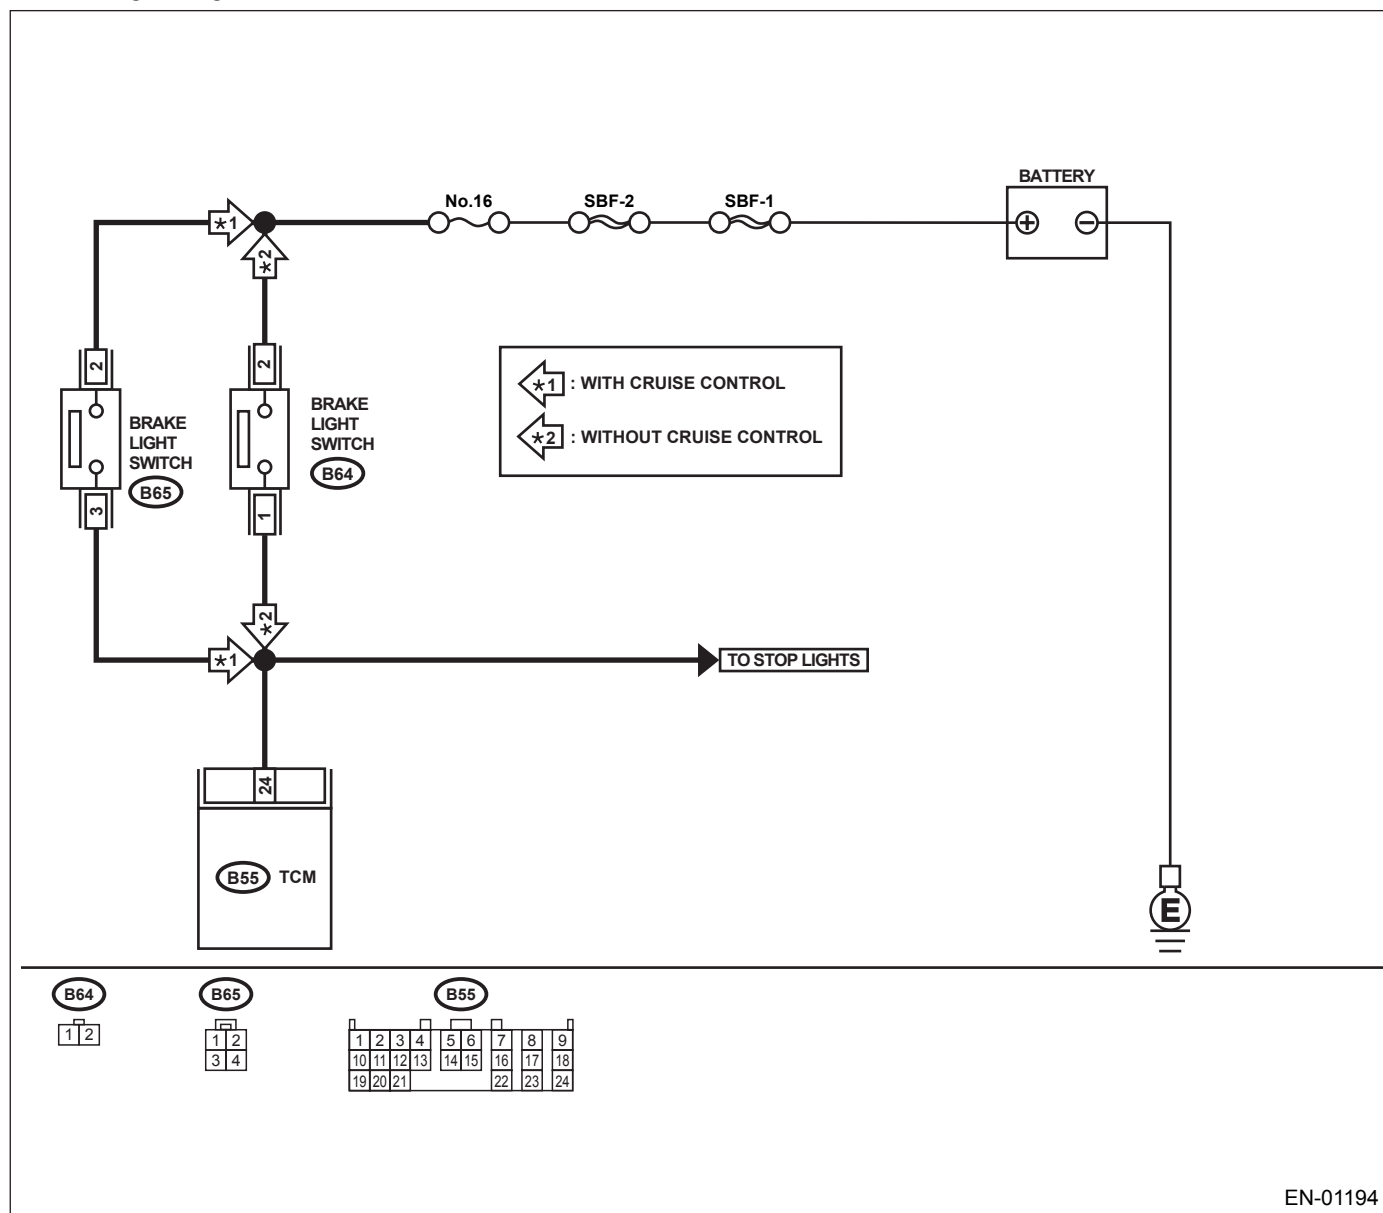 BATTERY
No.16
SBF-2
SBF-1
*1
*2
2
2
*1 : WITH CRUISE CONTROL
*2 : WITHOUT CRUISE CONTROL
BRAKE
LIGHT
SWITCH
B65
BRAKE
LIGHT
SWITCH
B64
3
1
*2
*1
TO STOP LIGHTS
24
B55 TCM
E
B64
B65
B55
1 2
1 2
3 4
1 2 3 4 5 6 7 8 9
10 11 12 13 14 15 16 17 18
19 20 21 22 23 24
EN-01194